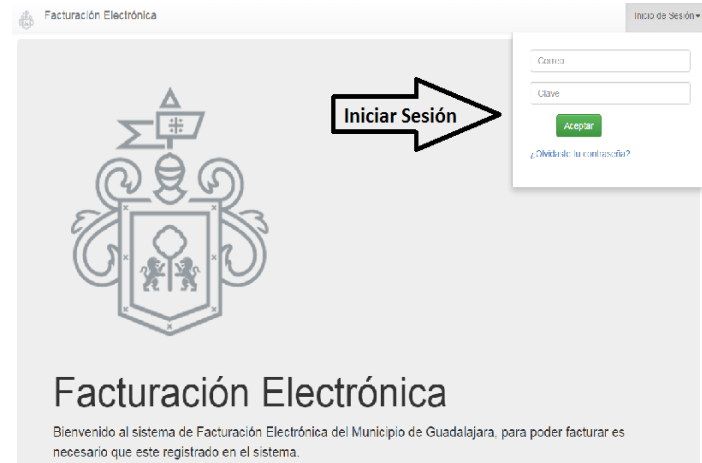 Facturación Electrónica
Inicio de Sesión
Correo
Clave
Iniciar Sesión
Aceptar
¿Olvidaste tu contraseña?
Facturación Electrónica
Bienvenido al sistema de Facturación Electrónica del Municipio de Guadalajara, para poder facturar es
necesario que este registrado en el sistema.